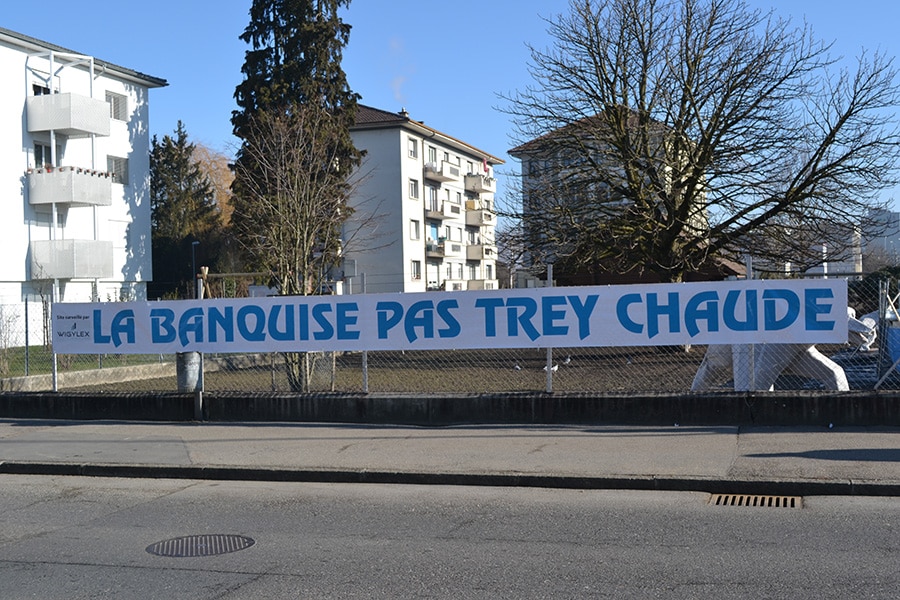 Site surveillé par
WIGYLEX
LA BANQUISE PAS TREY CHAUDE